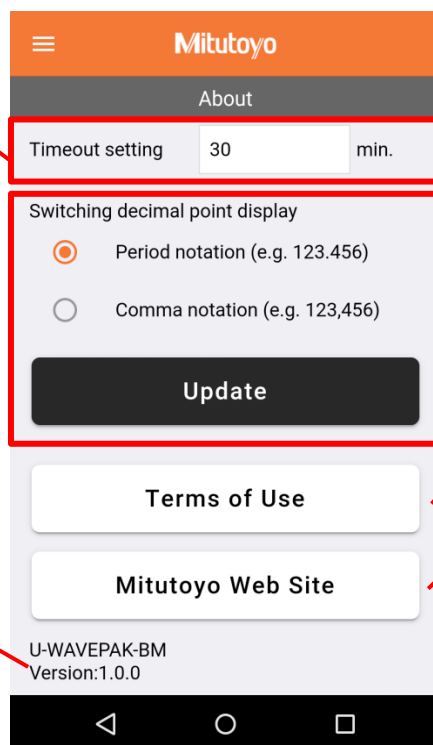 Mitutoyo
About
Timeout setting 30 min.
Switching decimal point display
Period notation (e.g. 123.456)
Comma notation (e.g. 123,456)
Update
Terms of Use
Mitutoyo Web Site
U-WAVEPAK-BM
Version:1.0.0